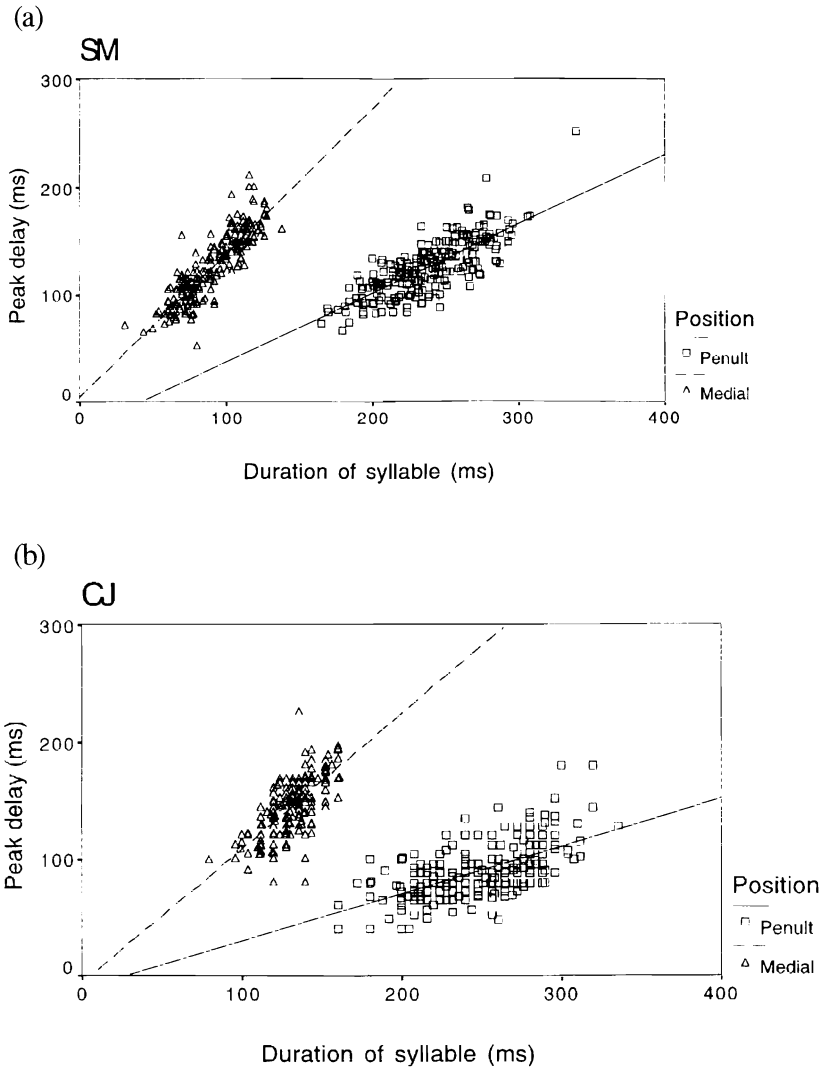 (a)
SM
300
200
100
0
Peak delay (ms)
0 100 200 300 400
Duration of syllable (ms)
Position
Penult
Medial
(b)
CJ
300
200
100
0
Peak delay (ms)
0 100 200 300 400
Duration of syllable (ms)
Position
Penult
Medial